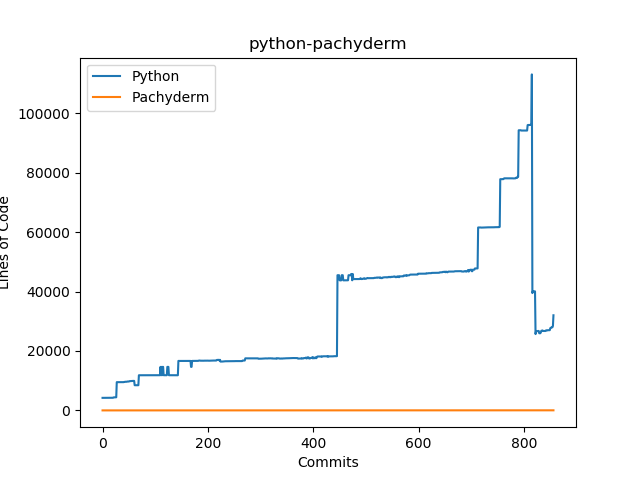 python-pachyderm
Python
Pachyderm
100000
80000
60000
40000
20000
0
Lines of Code
0 200 400 600 800
Commits